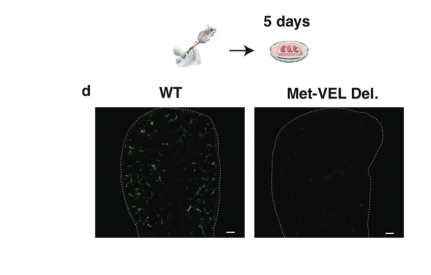 5 days
d
WT
Met-VEL Del.